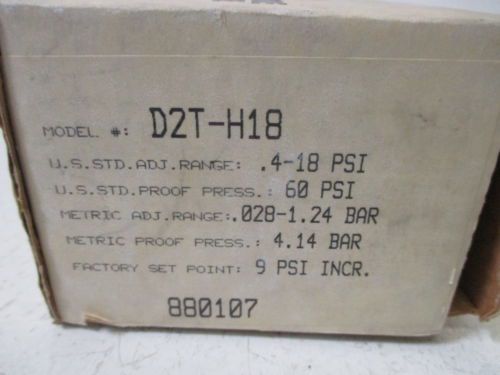 MODEL #: D2T-H18
U.S.STD.ADJ.RANGE: .4-18 PSI
U.S.STD.PROOF PRESS.: 60 PSI
METRIC ADJ.RANGE:.028-1.24 BAR
METRIC PROOF PRESS.: 4.14 BAR
FACTORY SET POINT: 9 PSI INCR.
880107